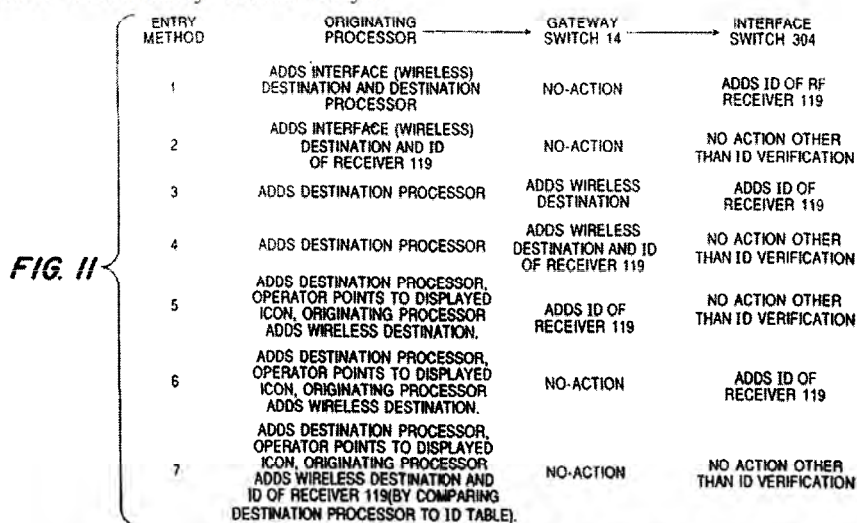 ENTRY METHOD
ORIGINATING PROCESSOR
GATEWAY SWITCH 14
INTERFACE SWITCH 304
1
ADDS INTERFACE (WIRELESS)
DESTINATION AND DESTINATION
PROCESSOR
NO-ACTION
ADDS ID OF RF
RECEIVER 119
2
ADDS INTERFACE (WIRELESS)
DESTINATION AND ID
OF RECEIVER 119
NO-ACTION
NO ACTION OTHER
THAN ID VERIFICATION
3
ADDS DESTINATION PROCESSOR
ADDS WIRELESS
DESTINATION
ADDS ID OF
RECEIVER 119
4
ADDS DESTINATION PROCESSOR
ADDS WIRELESS
DESTINATION AND ID
OF RECEIVER 119
NO ACTION OTHER
THAN ID VERIFICATION
FIG. 11
5
ADDS DESTINATION PROCESSOR,
OPERATOR POINTS TO DISPLAYED
ICON, ORIGINATING PROCESSOR
ADDS WIRELESS DESTINATION.
ADDS ID OF
RECEIVER 119
NO ACTION OTHER
THAN ID VERIFICATION
6
ADDS DESTINATION PROCESSOR,
OPERATOR POINTS TO DISPLAYED
ICON, ORIGINATING PROCESSOR
ADDS WIRELESS DESTINATION.
NO-ACTION
ADDS ID OF
RECEIVER 119
7
ADDS DESTINATION PROCESSOR,
OPERATOR POINTS TO DISPLAYED
ICON, ORIGINATING PROCESSOR
ADDS WIRELESS DESTINATION AND
ID OF RECEIVER 119(BY COMPARING
DESTINATION PROCESSOR TO ID TABLE).
NO-ACTION
NO ACTION OTHER
THAN ID VERIFICATION